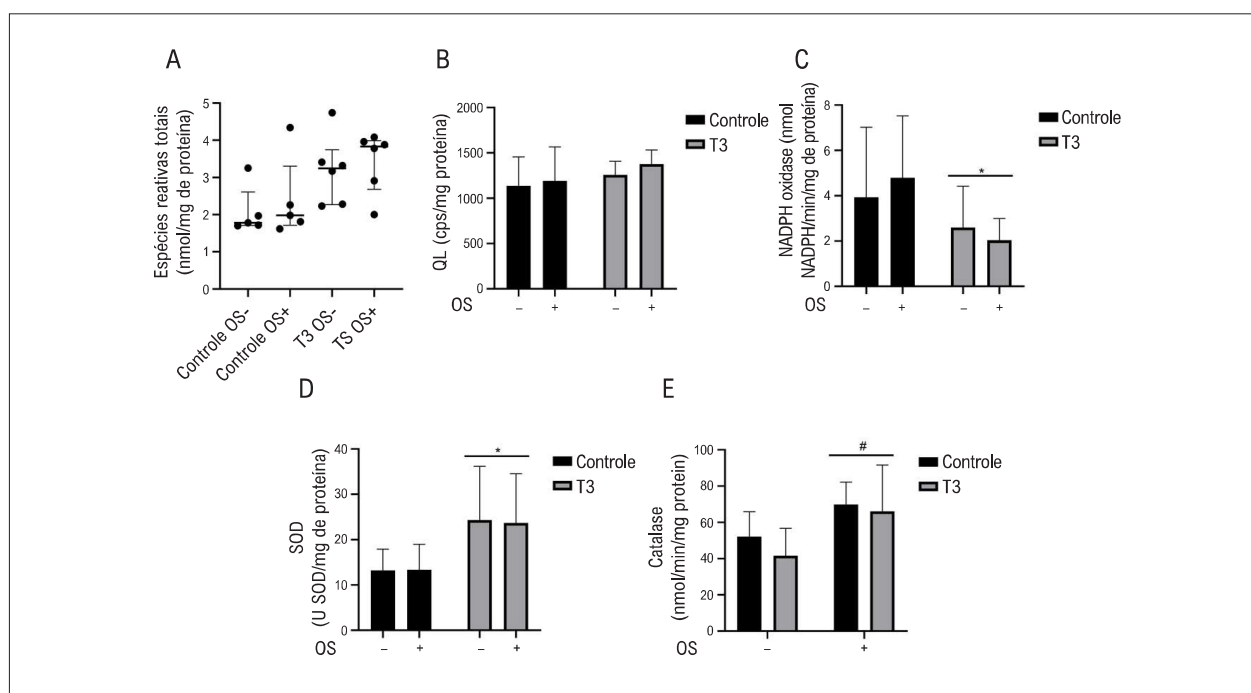 A
Espécies reativas totais
(nmol/mg de proteína)
5
4
3
2
1
0
Controle OS-
Controle OS+
T3 OS-
TS OS+
B
QL (cps/mg proteína)
2000
1500
1000
500
0
OS
– +
– +
Controle
T3
C
NADPH oxidase (nmol
NADPH/min/mg de proteína)
8
6
4
2
0
*
OS
– +
– +
D
SOD
(U SOD/mg de proteína)
40
30
20
10
0
*
OS
– +
– +
Controle
T3
E
Catalase
(nmol/min/mg protein)
100
80
60
40
20
0
#
OS
–
+
Controle
T3